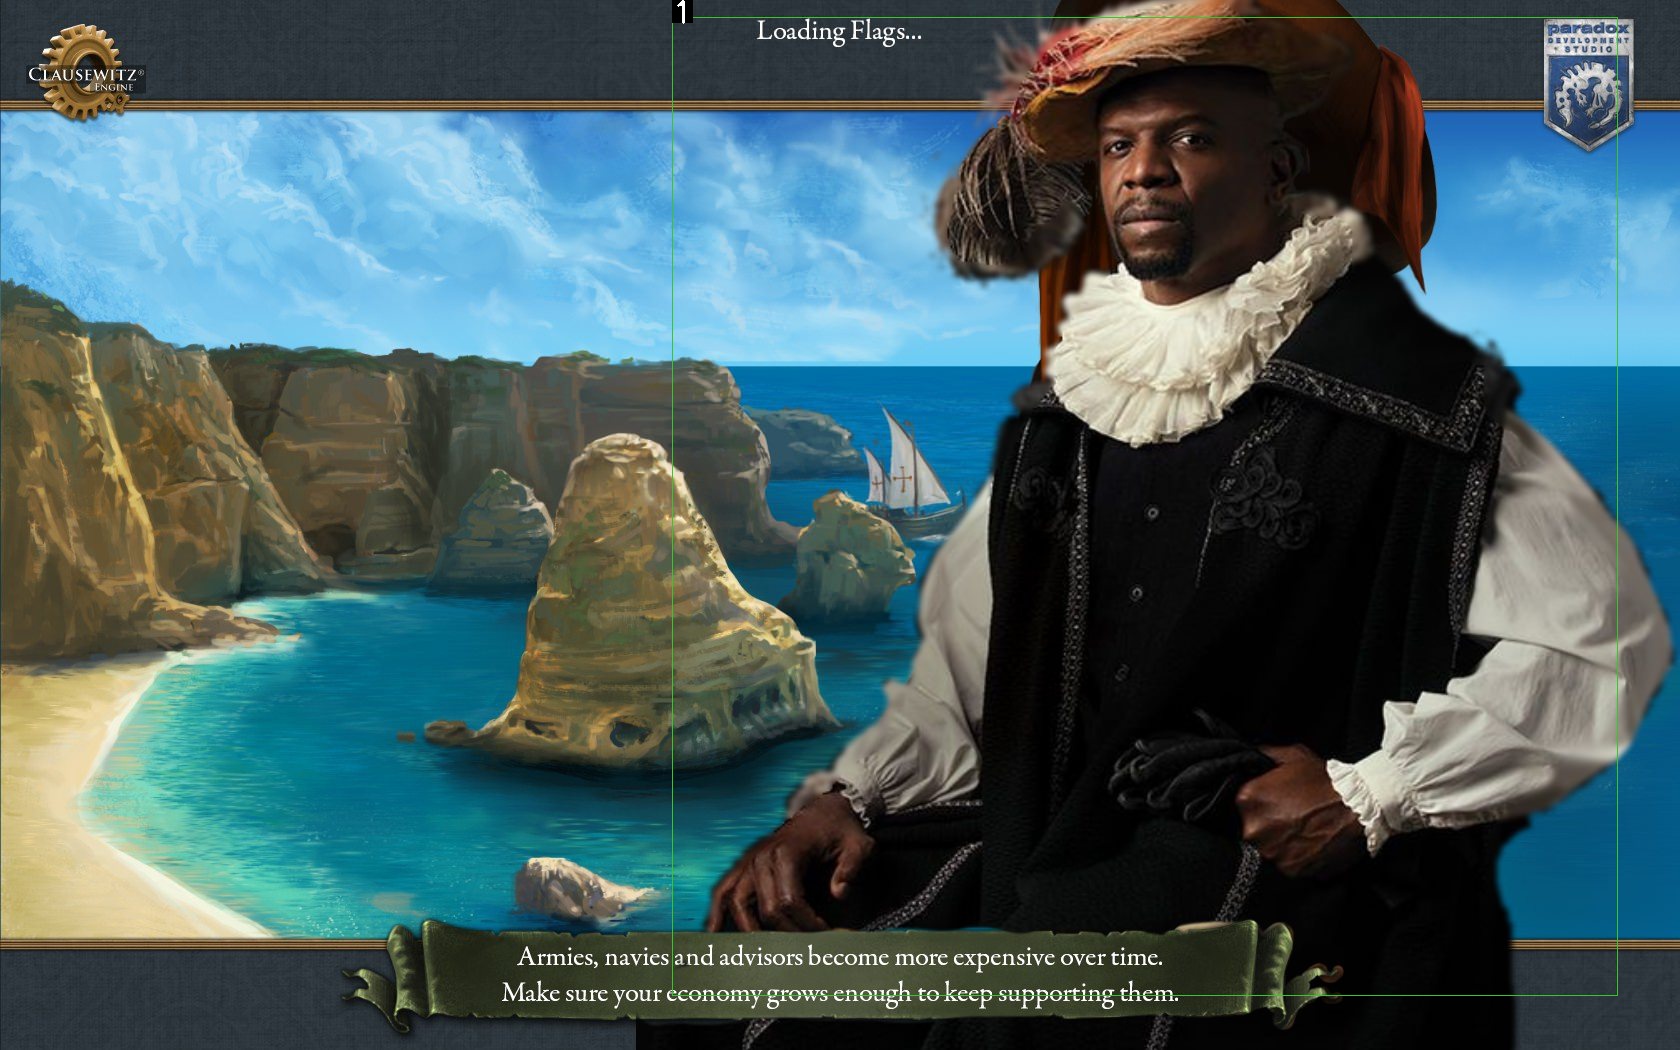 1
Loading Flags...
CLAUSEWITZ®
ENGINE
paradox
DEVELOPMENT
STUDIO
Armies, navies and advisors become more expensive over time.
Make sure your economy grows enough to keep supporting them.